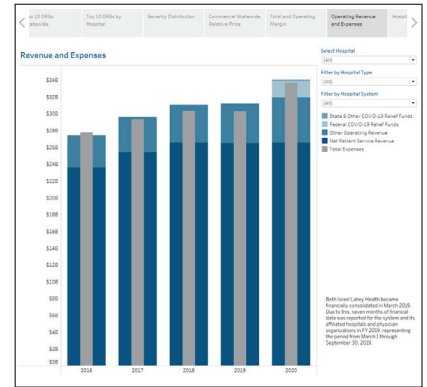 p 10 DRGs
atewide
Top 10 DRGs by
Hospital
Severity Distribution
Commercial Statewide
Relative Price
Total and Operating
Margin
Operating Revenue
and Expenses
Hospit
Revenue and Expenses
Select Hospital
(All)
Filter by Hospital Type
(All)
Filter by Hospital System
(All)
State & Other COVID-19 Relief Funds
Federal COVID-19 Relief Funds
Other Operating Revenue
Net Patient Service Revenue
Total Expenses
$34B
$32B
$30B
$28B
$26B
$24B
$22B
$20B
$18B
$16B
$14B
$12B
$10B
$8B
$6B
$4B
$2B
$0B
2016
2017
2018
2019
2020
Beth Israel Lahey Health became
financially consolidated in March 2019.
Due to this, seven months of financial
data was reported for the system and its
affiliated hospitals and physician
organizations in FY 2019, representing
the period from March 1 through
September 30, 2019.